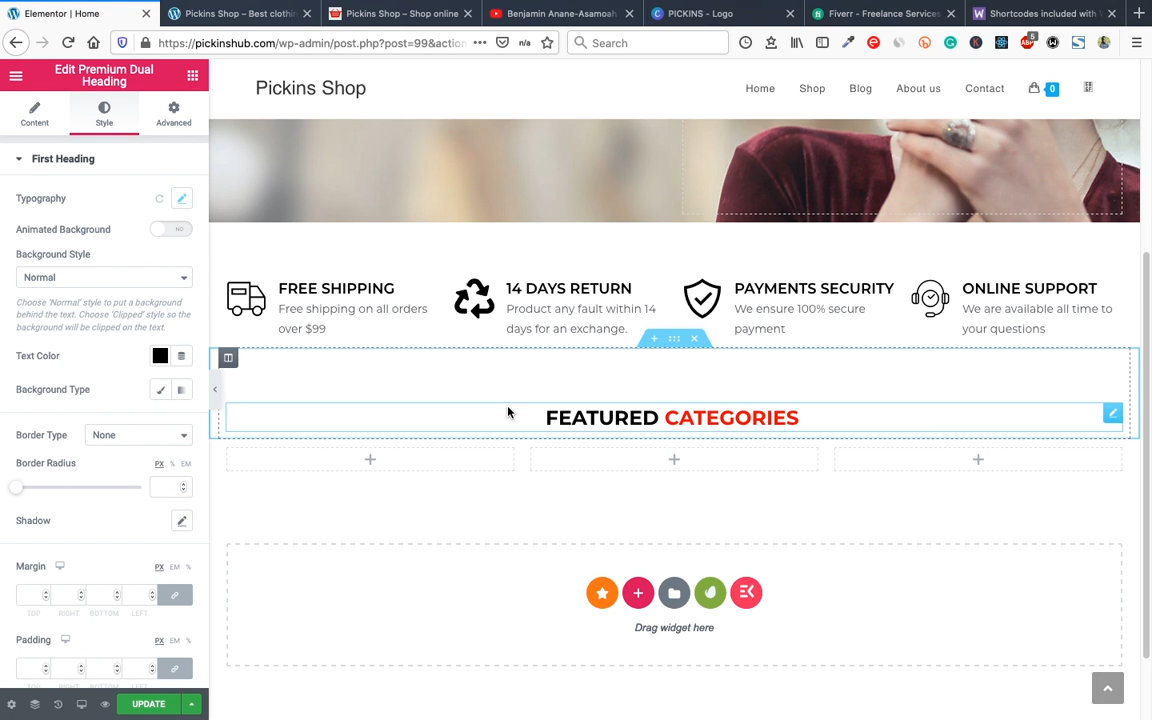 Elementor | Home
Pickins Shop – Best clothin
Pickins Shop – Shop online
Benjamin Anane-Asamoah
PICKINS - Logo
Fiverr - Freelance Services
Shortcodes included with
https://pickinshub.com/wp-admin/post.php?post=99&action
n/a
Search
ABP
5
Edit Premium Dual
Heading
Content
Style
Advanced
First Heading
Typography
Animated Background
NO
Background Style
Normal
Choose 'Normal' style to put a background
behind the text. Choose 'Clipped' style so the
background will be clipped on the text.
Text Color
Background Type
Border Type
None
Border Radius
PX % EM
Shadow
Margin
PX EM %
TOP RIGHT BOTTOM LEFT
Padding
PX EM %
TOP RIGHT BOTTOM LEFT
UPDATE
Pickins Shop
Home
Shop
Blog
About us
Contact
0
FREE SHIPPING
Free shipping on all orders
over $99
14 DAYS RETURN
Product any fault within 14
days for an exchange.
PAYMENTS SECURITY
We ensure 100% secure
payment
ONLINE SUPPORT
We are available all time to
your questions
FEATURED CATEGORIES
Drag widget here